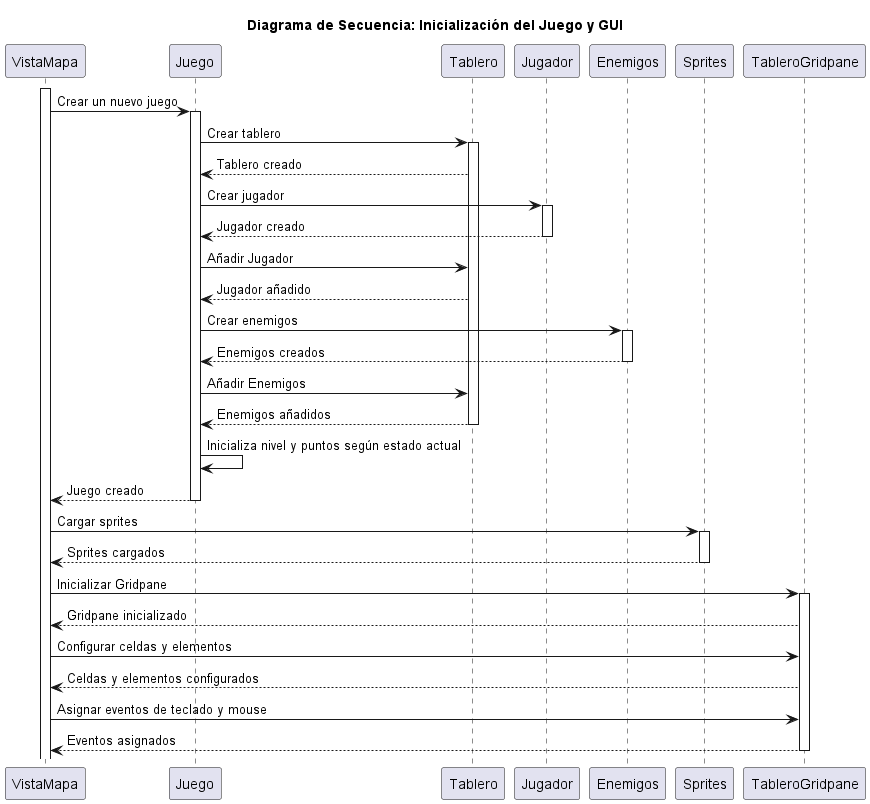 Diagrama de Secuencia: Inicialización del Juego y GUI
VistaMapa Juego Tablero Jugador Enemigos Sprites TableroGridpane
Crear un nuevo juego
Crear tablero
Tablero creado
Crear jugador
Jugador creado
Añadir Jugador
Jugador añadido
Crear enemigos
Enemigos creados
Añadir Enemigos
Enemigos añadidos
Inicializa nivel y puntos según estado actual
Juego creado
Cargar sprites
Sprites cargados
Inicializar Gridpane
Gridpane inicializado
Configurar celdas y elementos
Celdas y elementos configurados
Asignar eventos de teclado y mouse
Eventos asignados
VistaMapa Juego Tablero Jugador Enemigos Sprites TableroGridpane